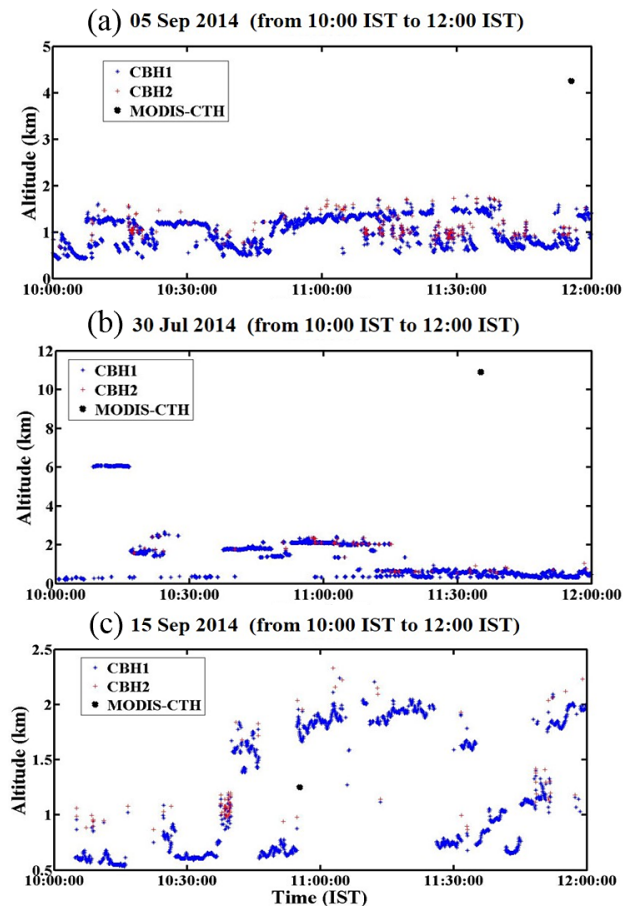 (a) 05 Sep 2014 (from 10:00 IST to 12:00 IST)
5
4
3
2
1
0
Altitude (km)
CBH1
CBH2
MODIS-CTH
10:00:00 10:30:00 11:00:00 11:30:00 12:00:00
(b) 30 Jul 2014 (from 10:00 IST to 12:00 IST)
12
10
8
6
4
2
0
Altitude (km)
CBH1
CBH2
MODIS-CTH
10:00:00 10:30:00 11:00:00 11:30:00 12:00:00
(c) 15 Sep 2014 (from 10:00 IST to 12:00 IST)
2.5
2
1.5
1
0.5
Altitude (km)
CBH1
CBH2
MODIS-CTH
10:00:00 10:30:00 11:00:00 11:30:00 12:00:00
Time (IST)